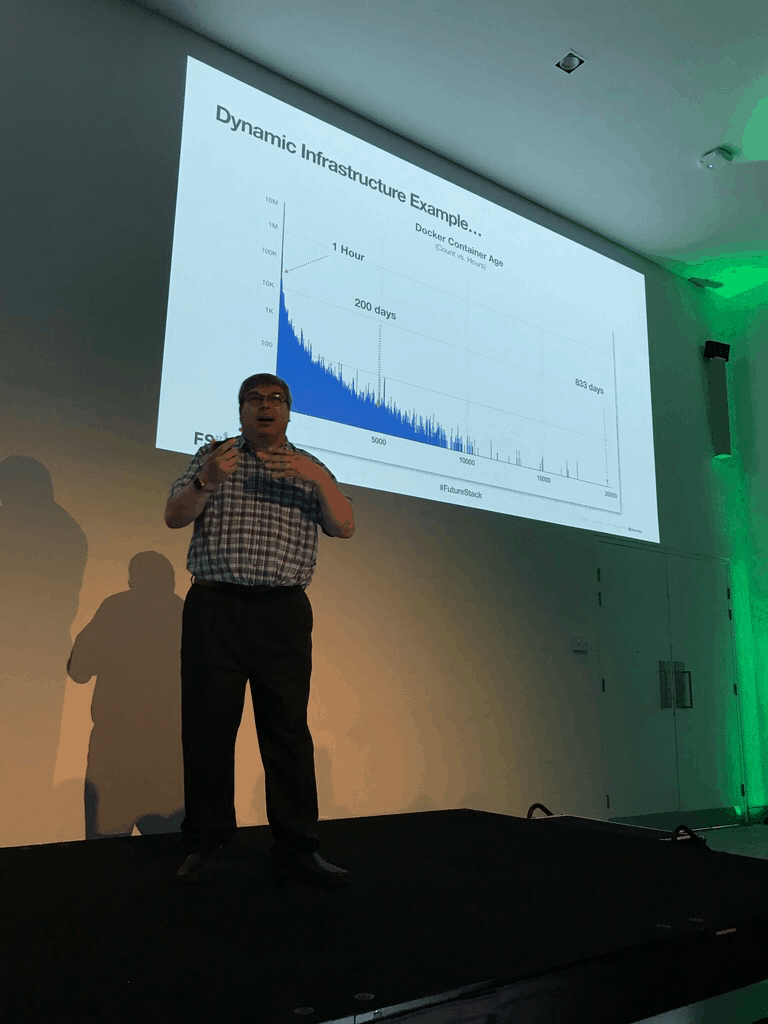 Dynamic Infrastructure Example...
Docker Container Age
(Count vs. Hours)
10M
1M
100K
10K
1K
100
1 Hour
200 days
833 days
5000
10000
15000
20000
FS
#FutureStack